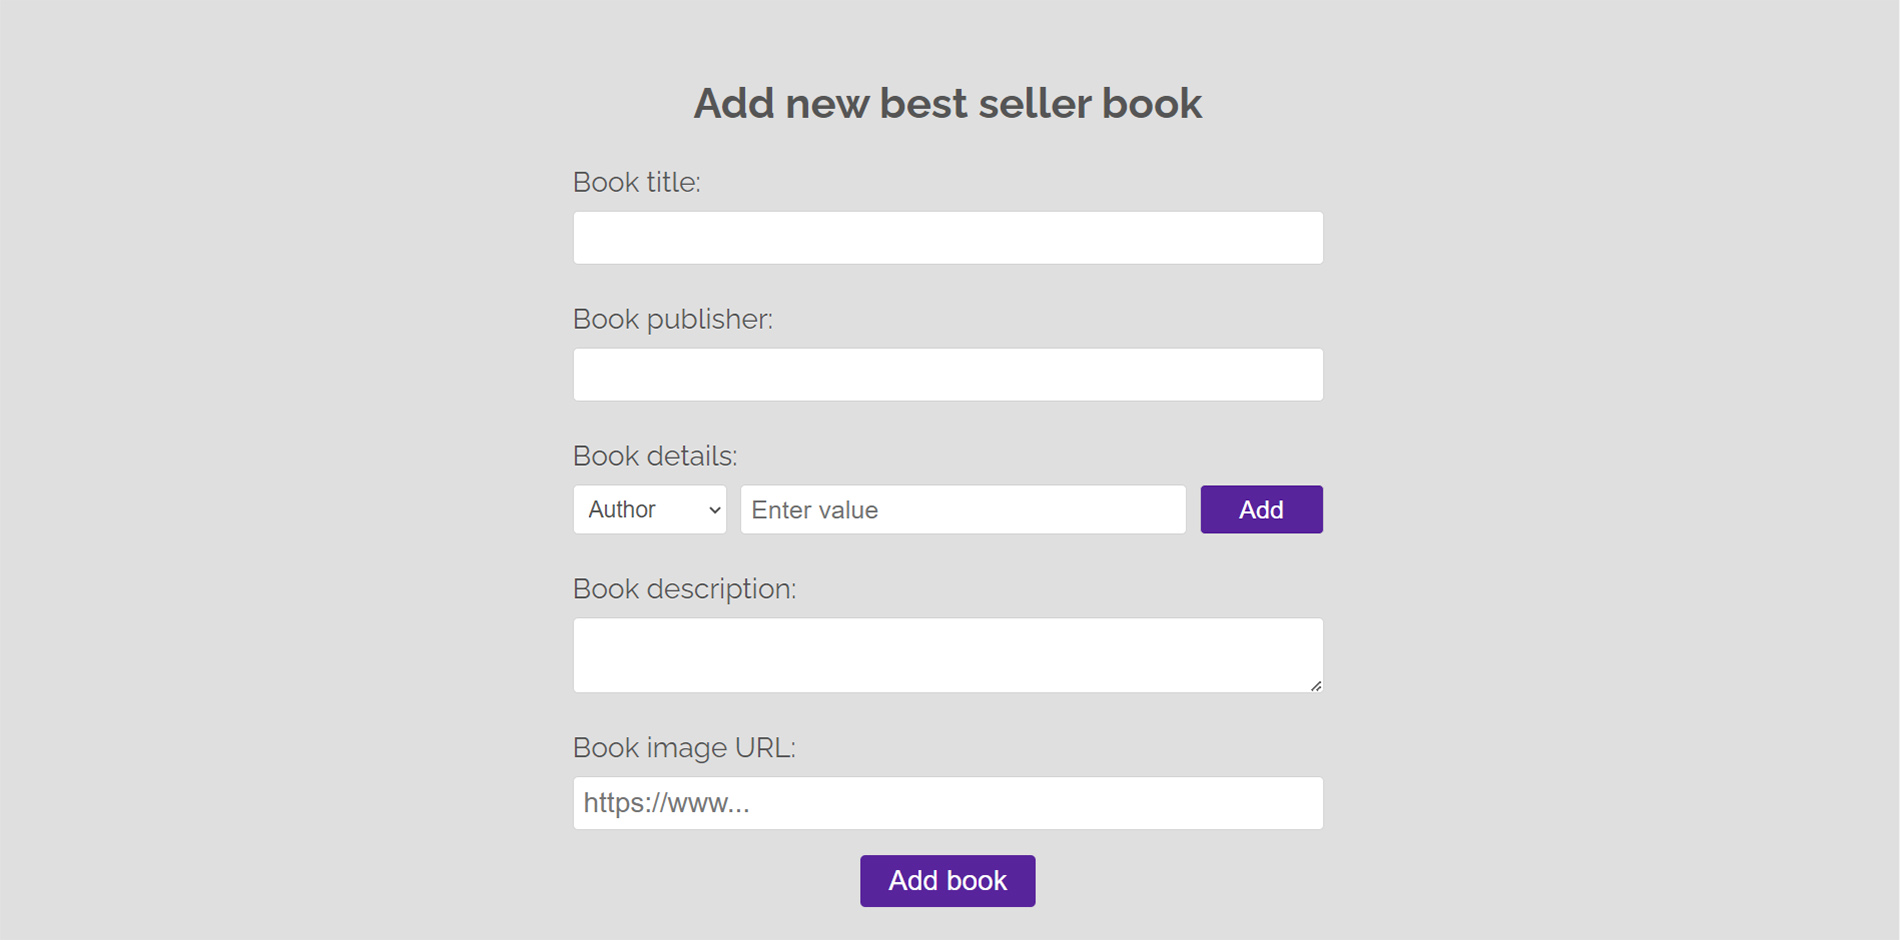 Add new best seller book
Book title:
Book publisher:
Book details:
Author Enter value Add
Book description:
Book image URL:
https://www...
Add book